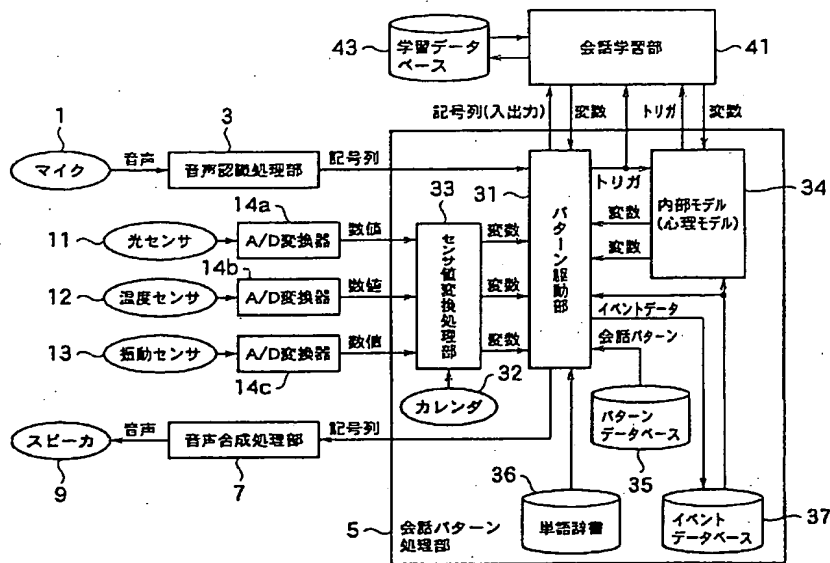 43
学習データ
ベース
会話学習部
41
記号列(入出力)
変数
トリガ
変数
1
マイク
音声
3
音声認識処理部
記号列
31
トリガ
34
内部モデル
(心理モデル)
変数
変数
33
センサ値変換処理部
パターン駆動部
11
光センサ
14a
A/D変換器
数値
変数
12
温度センサ
14b
A/D変換器
数値
変数
13
振動センサ
14c
A/D変換器
数値
変数
イベントデータ
会話パターン
カレンダ
32
パターン
データベース
35
スピーカ
9
音声
音声合成処理部
7
記号列
36
単語辞書
イベント
データベース
37
5
会話パターン
処理部